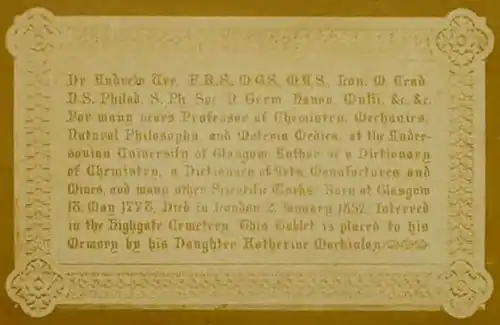 Dr Andrew Ure, F.R.S. M.G.S. M.A.S. Lon. M. Acad.
N.S. Philad. S. Ph. Soc. N. Germ. Hanov. Mulii. &c. &c.
For many years Professor of Chemistry, Mechanics,
Natural Philosophy, and Materia Medica, at the Ander-
sonian University of Glasgow. Author of a Dictionary
of Chemistry, a Dictionary of Arts, Manufactures and
Mines, and many other Scientific Works. Born at Glasgow
18. May 1778, Died in London 2. January 1857. Interred
in the Highgate Cemetery. This Tablet is placed to his
Memory by his Daughter Katherine Mackinlay